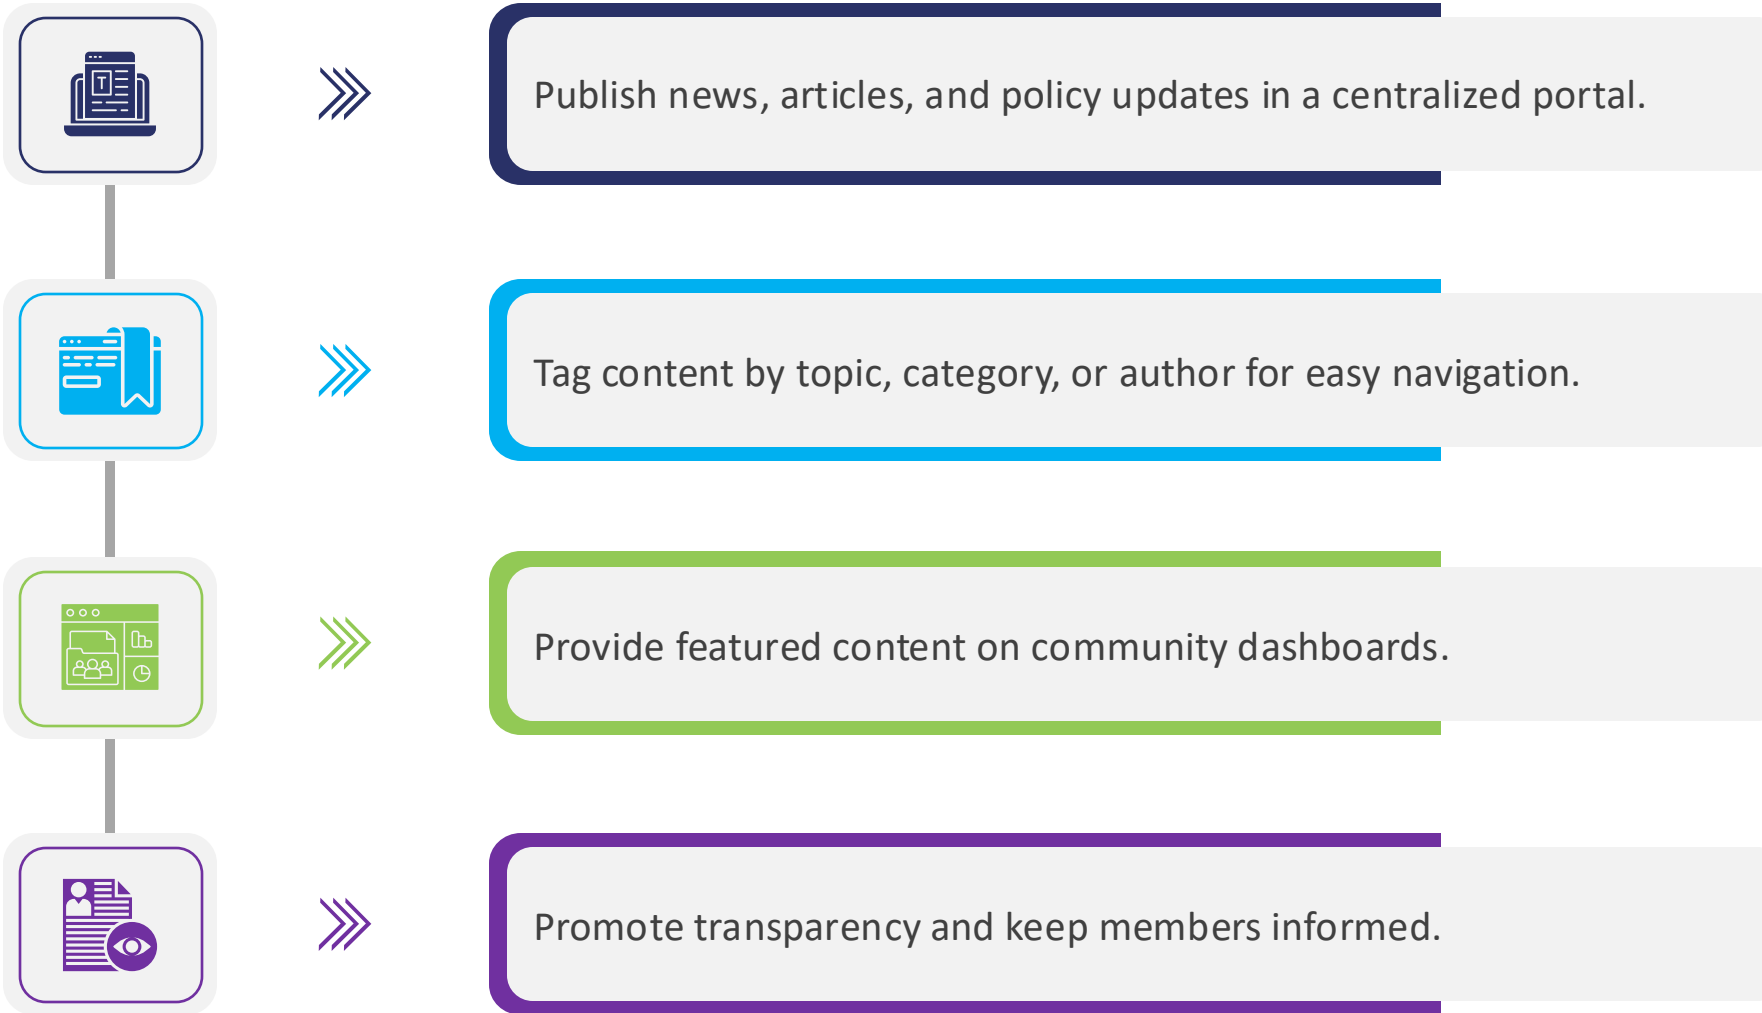 Publish news, articles, and policy updates in a centralized portal.
Tag content by topic, category, or author for easy navigation.
Provide featured content on community dashboards.
Promote transparency and keep members informed.